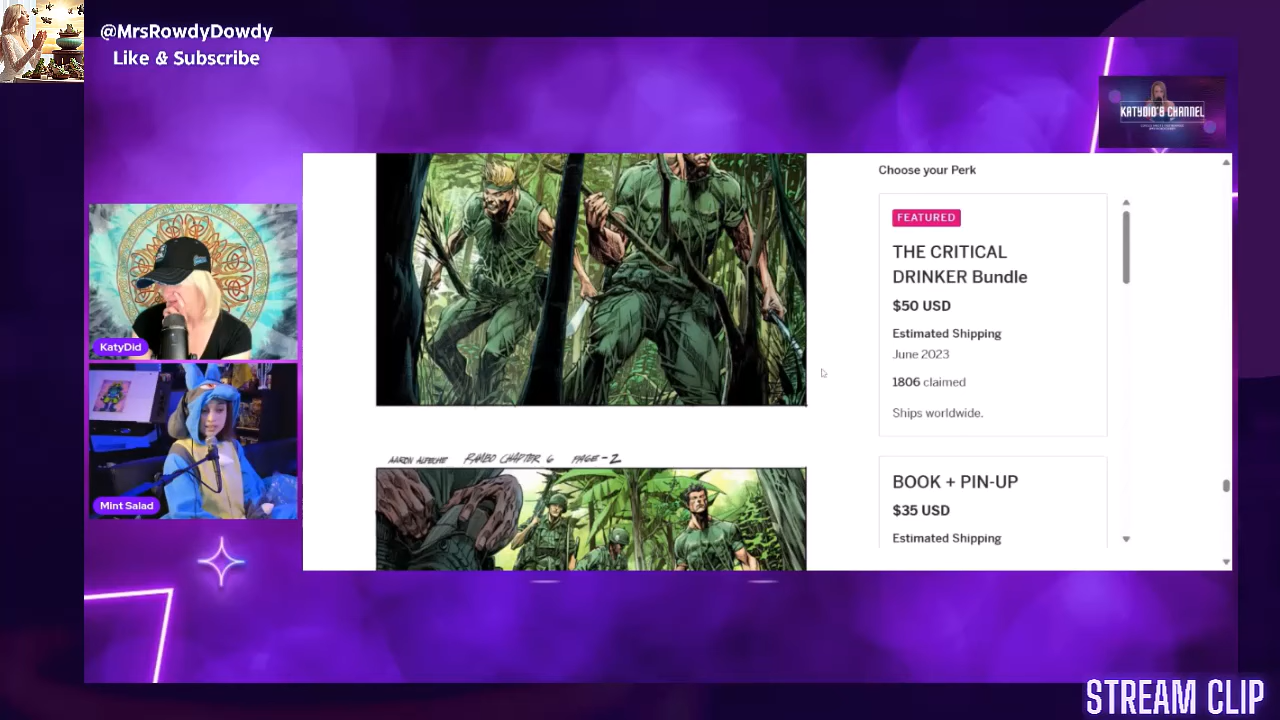 @MrsRowdyDowdy
Like & Subscribe
KATYDID'S CHANNEL
Choose your Perk
FEATURED
THE CRITICAL
DRINKER Bundle
$50 USD
Estimated Shipping
June 2023
1806 claimed
Ships worldwide.
KatyDid
Mint Salad
RAMBO CHAPTER 6 PAGE-2
BOOK + PIN-UP
$35 USD
Estimated Shipping
STREAM CLIP